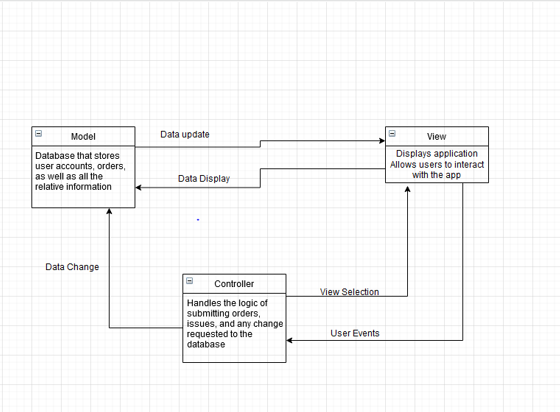 Model
Database that stores
user accounts, orders,
as well as all the
relative information
Data update
Data Display
View
Displays application
Allows users to interact
with the app
Data Change
Controller
Handles the logic of
submitting orders,
issues, and any change
requested to the
database
View Selection
User Events